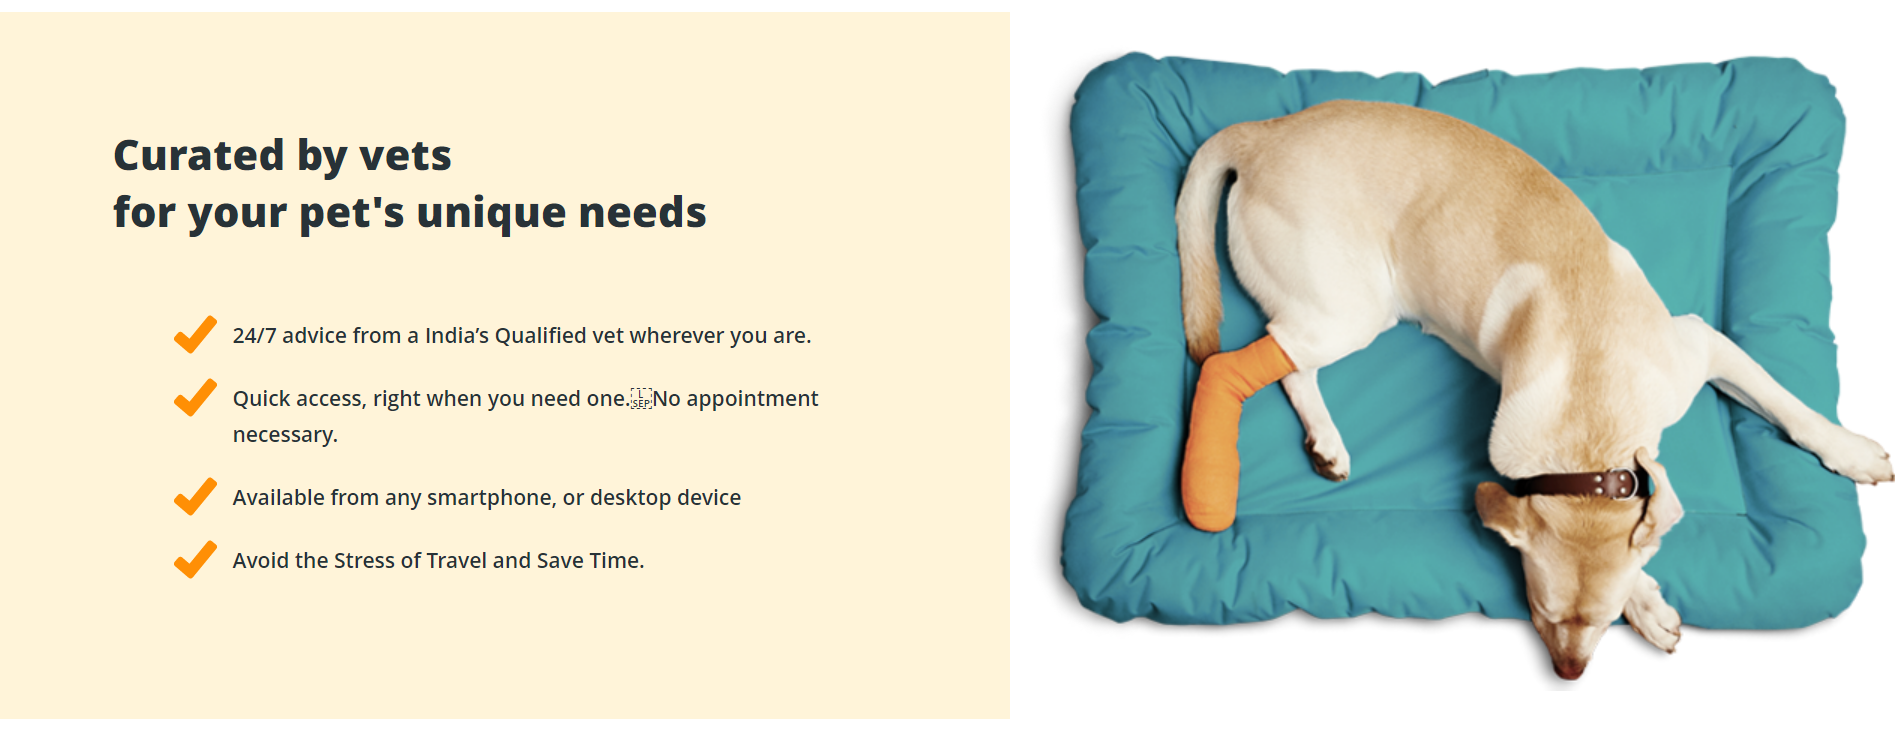 Curated by vets
for your pet's unique needs
24/7 advice from a India’s Qualified vet wherever you are.
Quick access, right when you need one. No appointment
necessary.
Available from any smartphone, or desktop device
Avoid the Stress of Travel and Save Time.